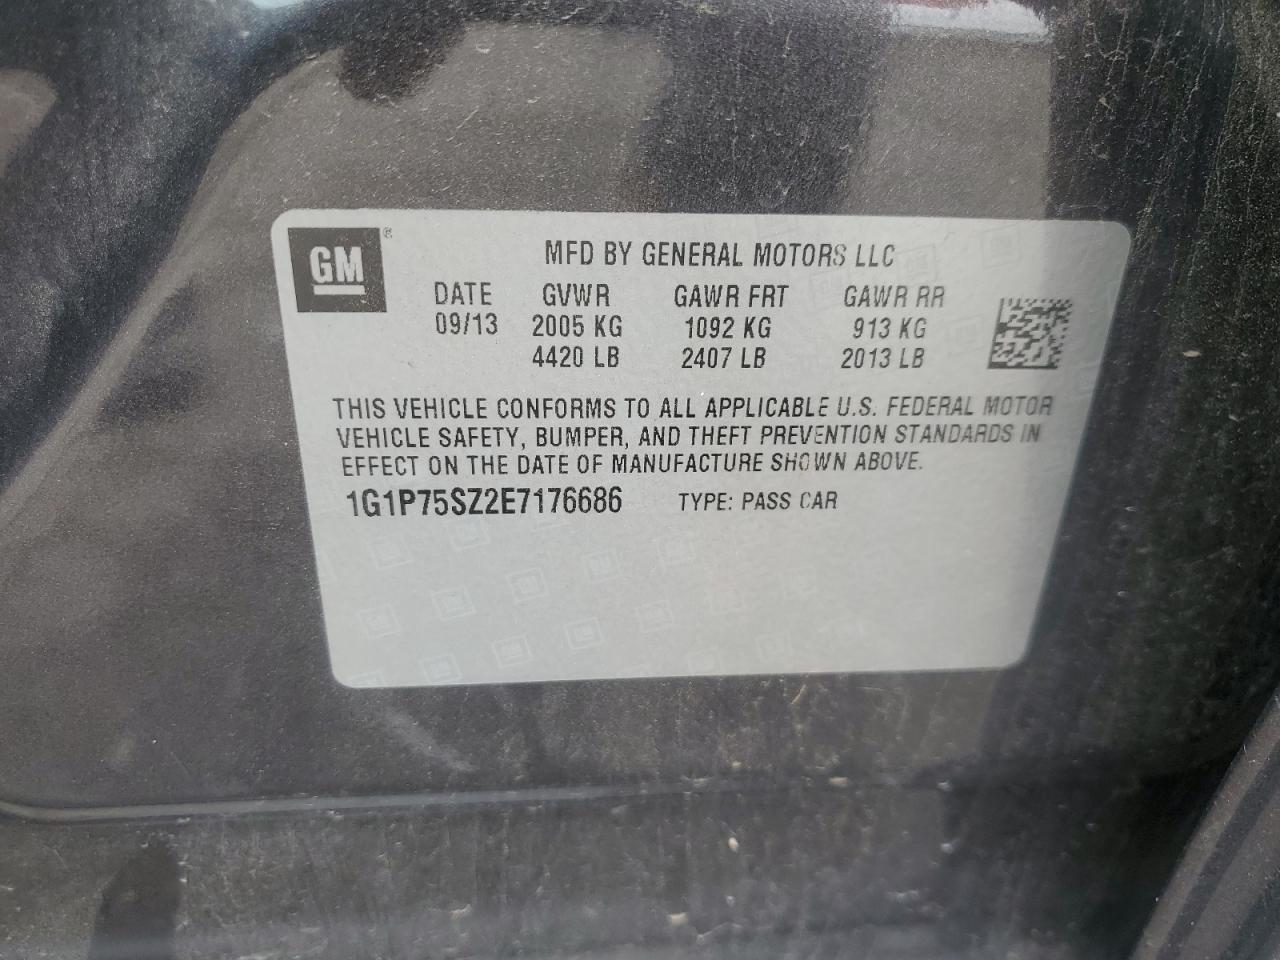 GM®
MFD BY GENERAL MOTORS LLC
DATE GVWR GAWR FRT GAWR RR
09/13 2005 KG 1092 KG 913 KG
4420 LB 2407 LB 2013 LB
THIS VEHICLE CONFORMS TO ALL APPLICABLE U.S. FEDERAL MOTOR
VEHICLE SAFETY, BUMPER, AND THEFT PREVENTION STANDARDS IN
EFFECT ON THE DATE OF MANUFACTURE SHOWN ABOVE.
1G1P75SZ2E7176686 TYPE: PASS CAR